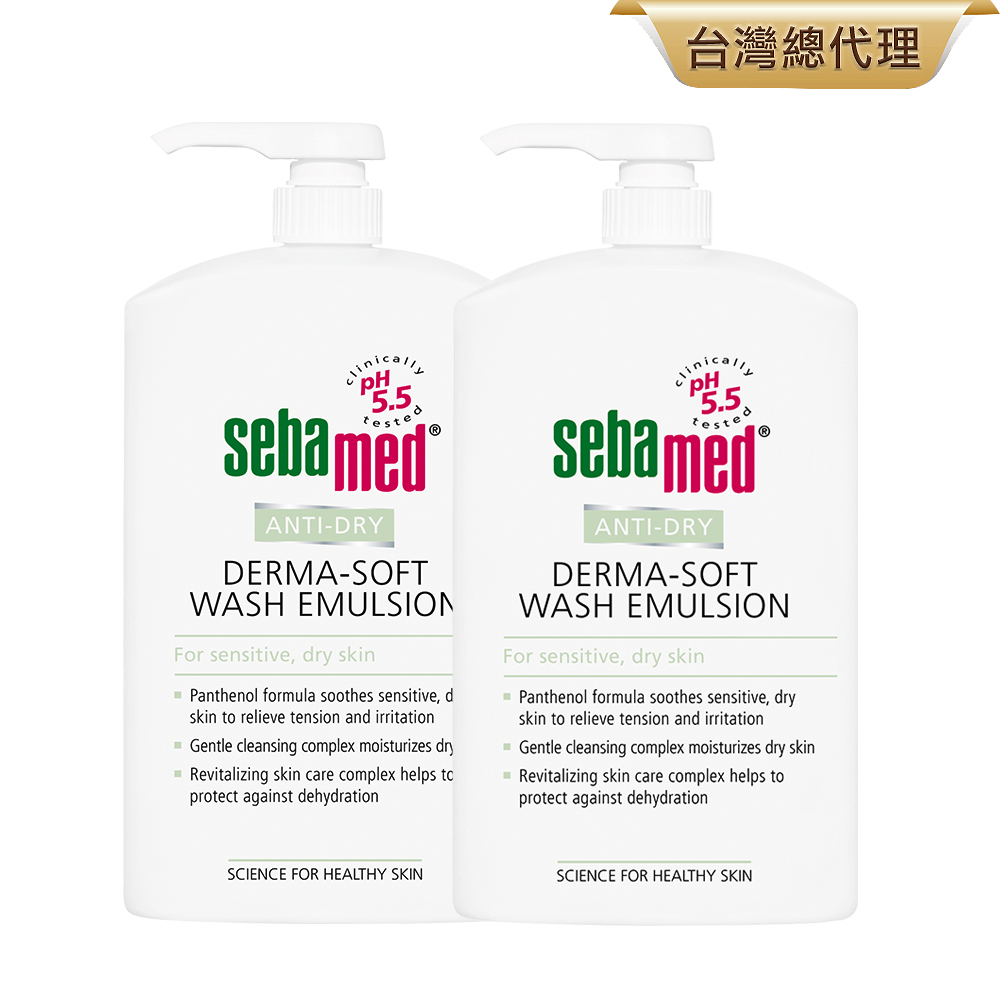 台灣總代理
clinically
pH
5.5
tested
sebamed®
ANTI-DRY
DERMA-SOFT
WASH EMULSION
For sensitive, dry skin
Panthenol formula soothes sensitive, d
skin to relieve tension and irritation
Gentle cleansing complex moisturizes dry
Revitalizing skin care complex helps to
protect against dehydration
SCIENCE FOR HEALTHY SKIN
clinically
pH
5.5
tested
sebamed®
ANTI-DRY
DERMA-SOFT
WASH EMULSION
For sensitive, dry skin
Panthenol formula soothes sensitive, dry
skin to relieve tension and irritation
Gentle cleansing complex moisturizes dry skin
Revitalizing skin care complex helps to
protect against dehydration
SCIENCE FOR HEALTHY SKIN